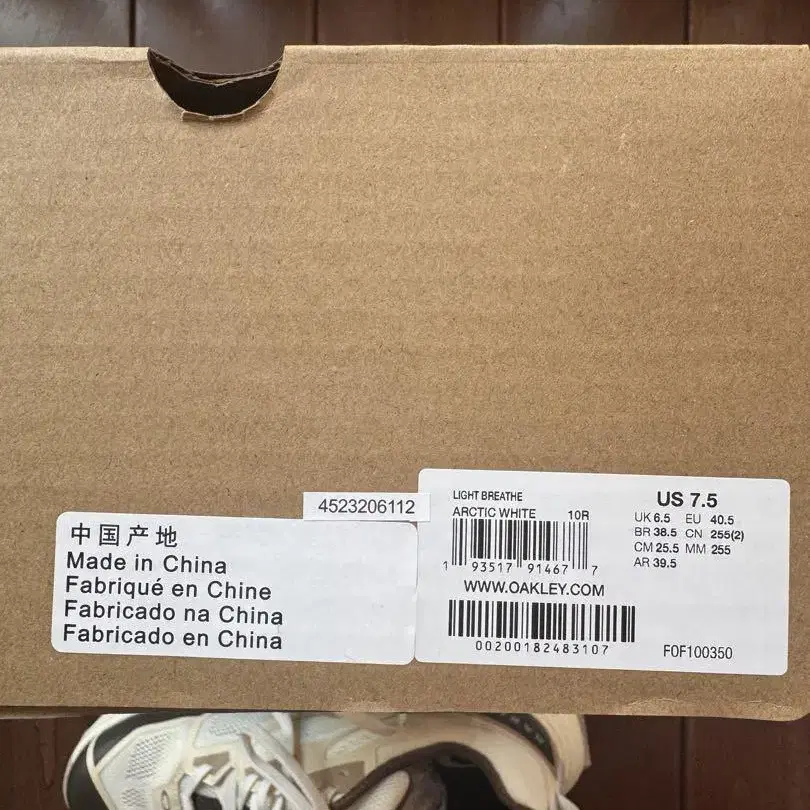 4523206112
中国产地
Made in China
Fabriqué en Chine
Fabricado na China
Fabricado en China
LIGHT BREATHE
ARCTIC WHITE 10R
1 93517 91467 7
WWW.OAKLEY.COM
00200182483107
US 7.5
UK 6.5 EU 40.5
BR 38.5 CN 255(2)
CM 25.5 MM 255
AR 39.5
FOF100350